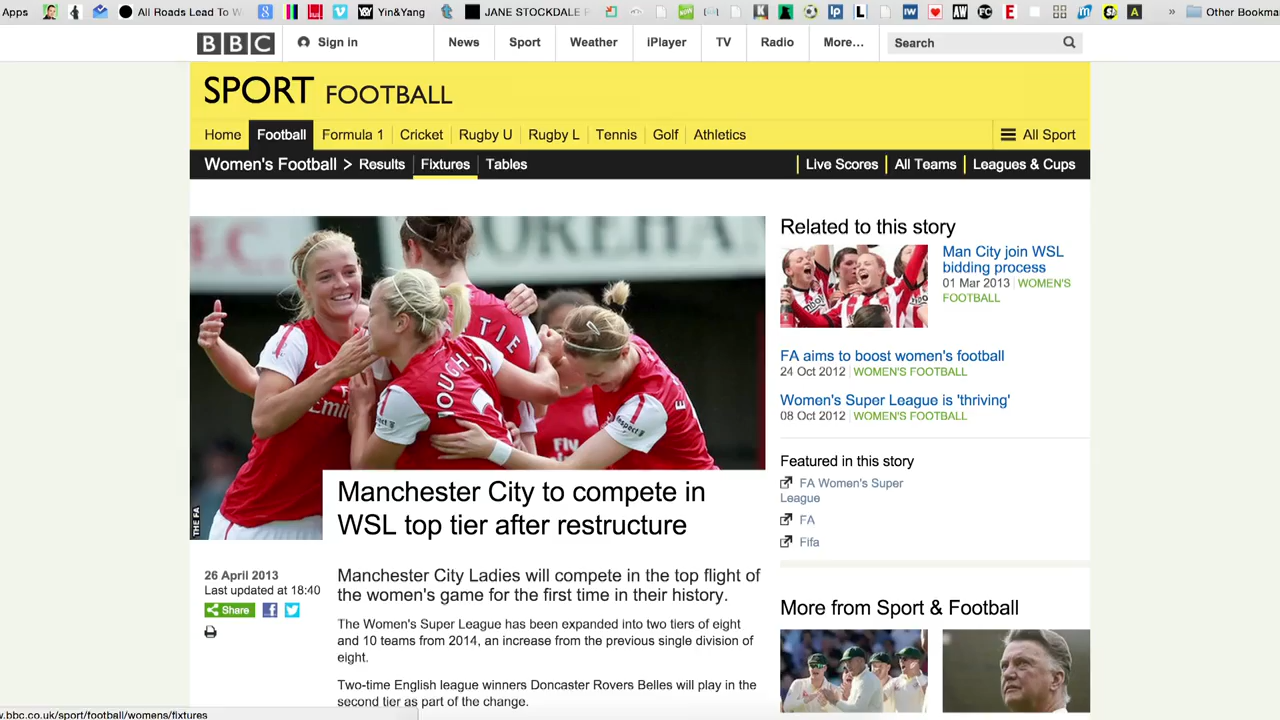 Apps
All Roads Lead To W
Yin&Yang
JANE STOCKDALE P
Other Bookma
BBC
Sign in
News
Sport
Weather
iPlayer
TV
Radio
More...
Search
SPORT FOOTBALL
Home
Football
Formula 1
Cricket
Rugby U
Rugby L
Tennis
Golf
Athletics
All Sport
Women's Football > Results
Fixtures
Tables
Live Scores
All Teams
Leagues & Cups
THE FA
Manchester City to compete in
WSL top tier after restructure
26 April 2013
Last updated at 18:40
Share
Manchester City Ladies will compete in the top flight of
the women's game for the first time in their history.
The Women's Super League has been expanded into two tiers of eight
and 10 teams from 2014, an increase from the previous single division of
eight.
Two-time English league winners Doncaster Rovers Belles will play in the
second tier as part of the change.
Related to this story
Man City join WSL
bidding process
01 Mar 2013 WOMEN'S
FOOTBALL
FA aims to boost women's football
24 Oct 2012 WOMEN'S FOOTBALL
Women's Super League is 'thriving'
08 Oct 2012 WOMEN'S FOOTBALL
Featured in this story
FA Women's Super
League
FA
Fifa
More from Sport & Football
w.bbc.co.uk/sport/football/womens/fixtures